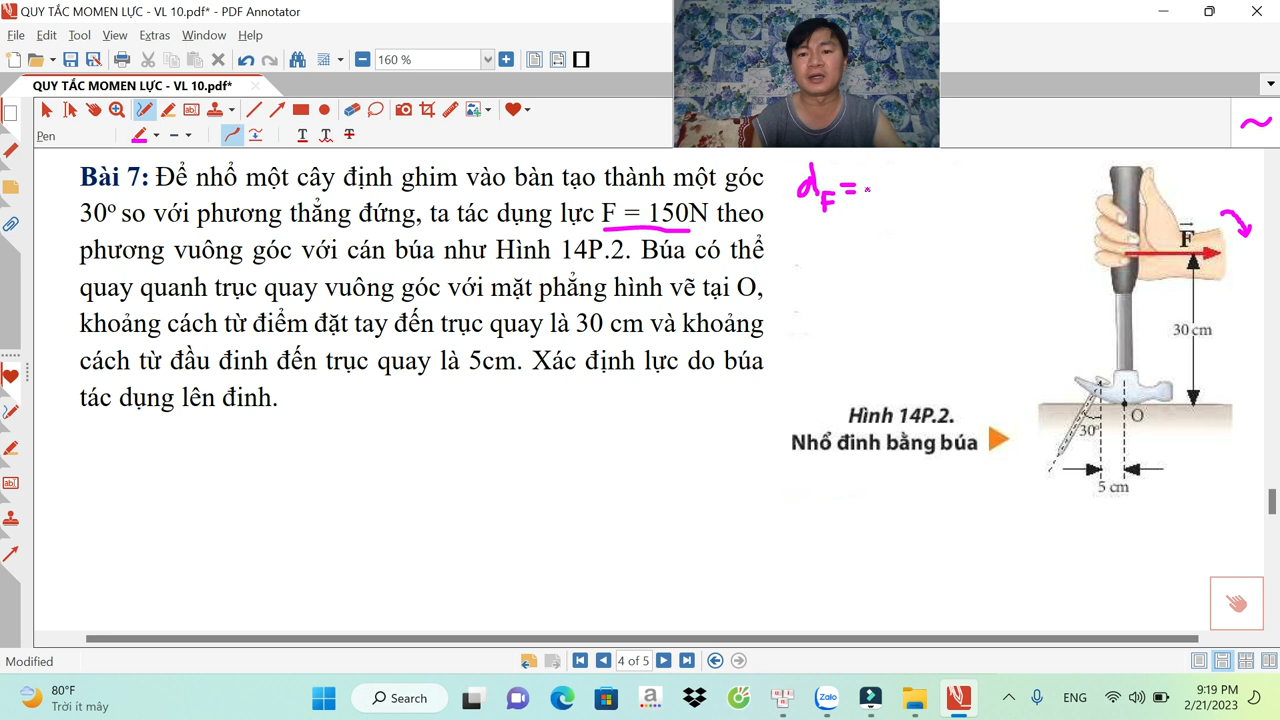 QUY TẮC MOMEN LỰC - VL 10.pdf* - PDF Annotator
File Edit Tool View Extras Window Help
160 %
QUY TẮC MOMEN LỰC - VL 10.pdf*
Pen
Bài 7: Để nhổ một cây định ghim vào bàn tạo thành một góc
30º so với phương thẳng đứng, ta tác dụng lực F = 150N theo
phương vuông góc với cán búa như Hình 14P.2. Búa có thể
quay quanh trục quay vuông góc với mặt phẳng hình vẽ tại O,
khoảng cách từ điểm đặt tay đến trục quay là 30 cm và khoảng
cách từ đầu đinh đến trục quay là 5cm. Xác định lực do búa
tác dụng lên đinh.
dF =
F
30 cm
O
30°
5 cm
Hình 14P.2.
Nhổ đinh bằng búa
Modified
4 of 5
80°F
Trời ít mây
Search
Zalo
ENG
9:19 PM
2/21/2023